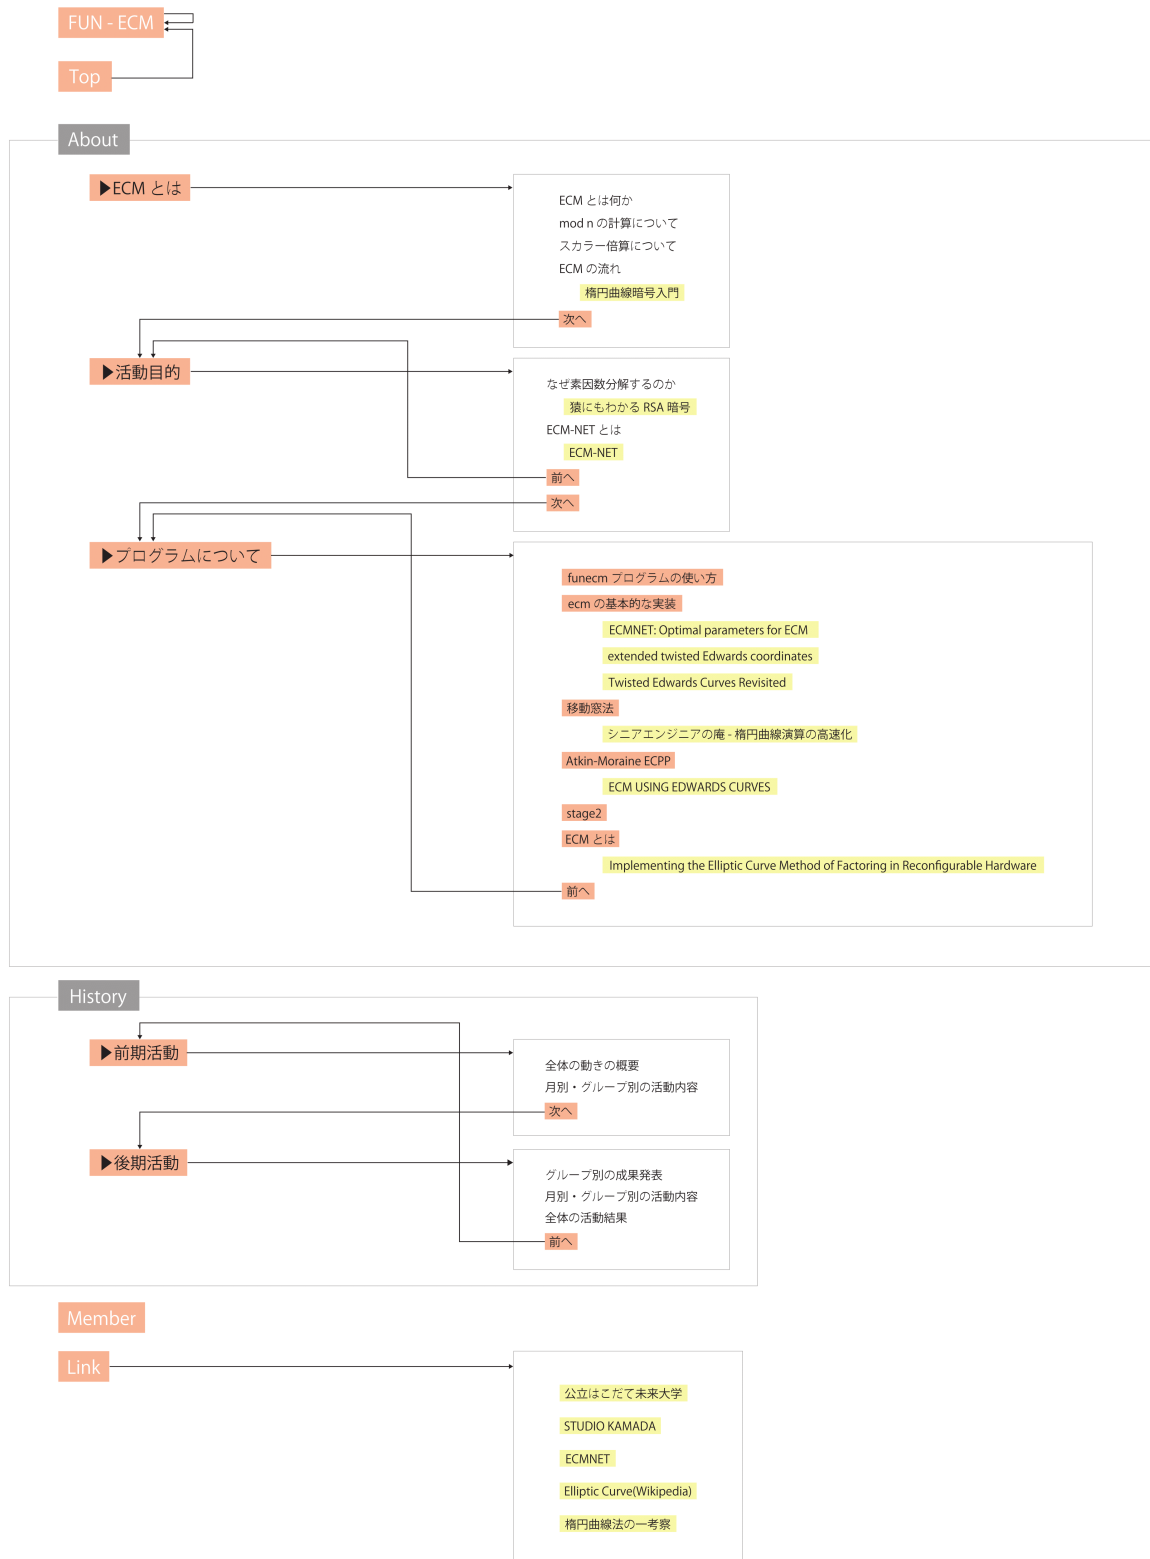 FUN - ECM
Top
About
▶ECM とは
ECM とは何か
mod n の計算について
スカラー倍算について
ECM の流れ
楕円曲線暗号入門
次へ
▶活動目的
なぜ素因数分解するのか
猿にもわかる RSA 暗号
ECM-NET とは
ECM-NET
前へ
次へ
▶プログラムについて
funecm プログラムの使い方
ecm の基本的な実装
ECMNET: Optimal parameters for ECM
extended twisted Edwards coordinates
Twisted Edwards Curves Revisited
移動窓法
シニアエンジニアの庵 - 楕円曲線演算の高速化
Atkin-Moraine ECPP
ECM USING EDWARDS CURVES
stage2
ECM とは
Implementing the Elliptic Curve Method of Factoring in Reconfigurable Hardware
前へ
History
▶前期活動
全体の動きの概要
月別・グループ別の活動内容
次へ
▶後期活動
グループ別の成果発表
月別・グループ別の活動内容
全体の活動結果
前へ
Member
Link
公立はこだて未来大学
STUDIO KAMADA
ECMNET
Elliptic Curve(Wikipedia)
楕円曲線法の一考察